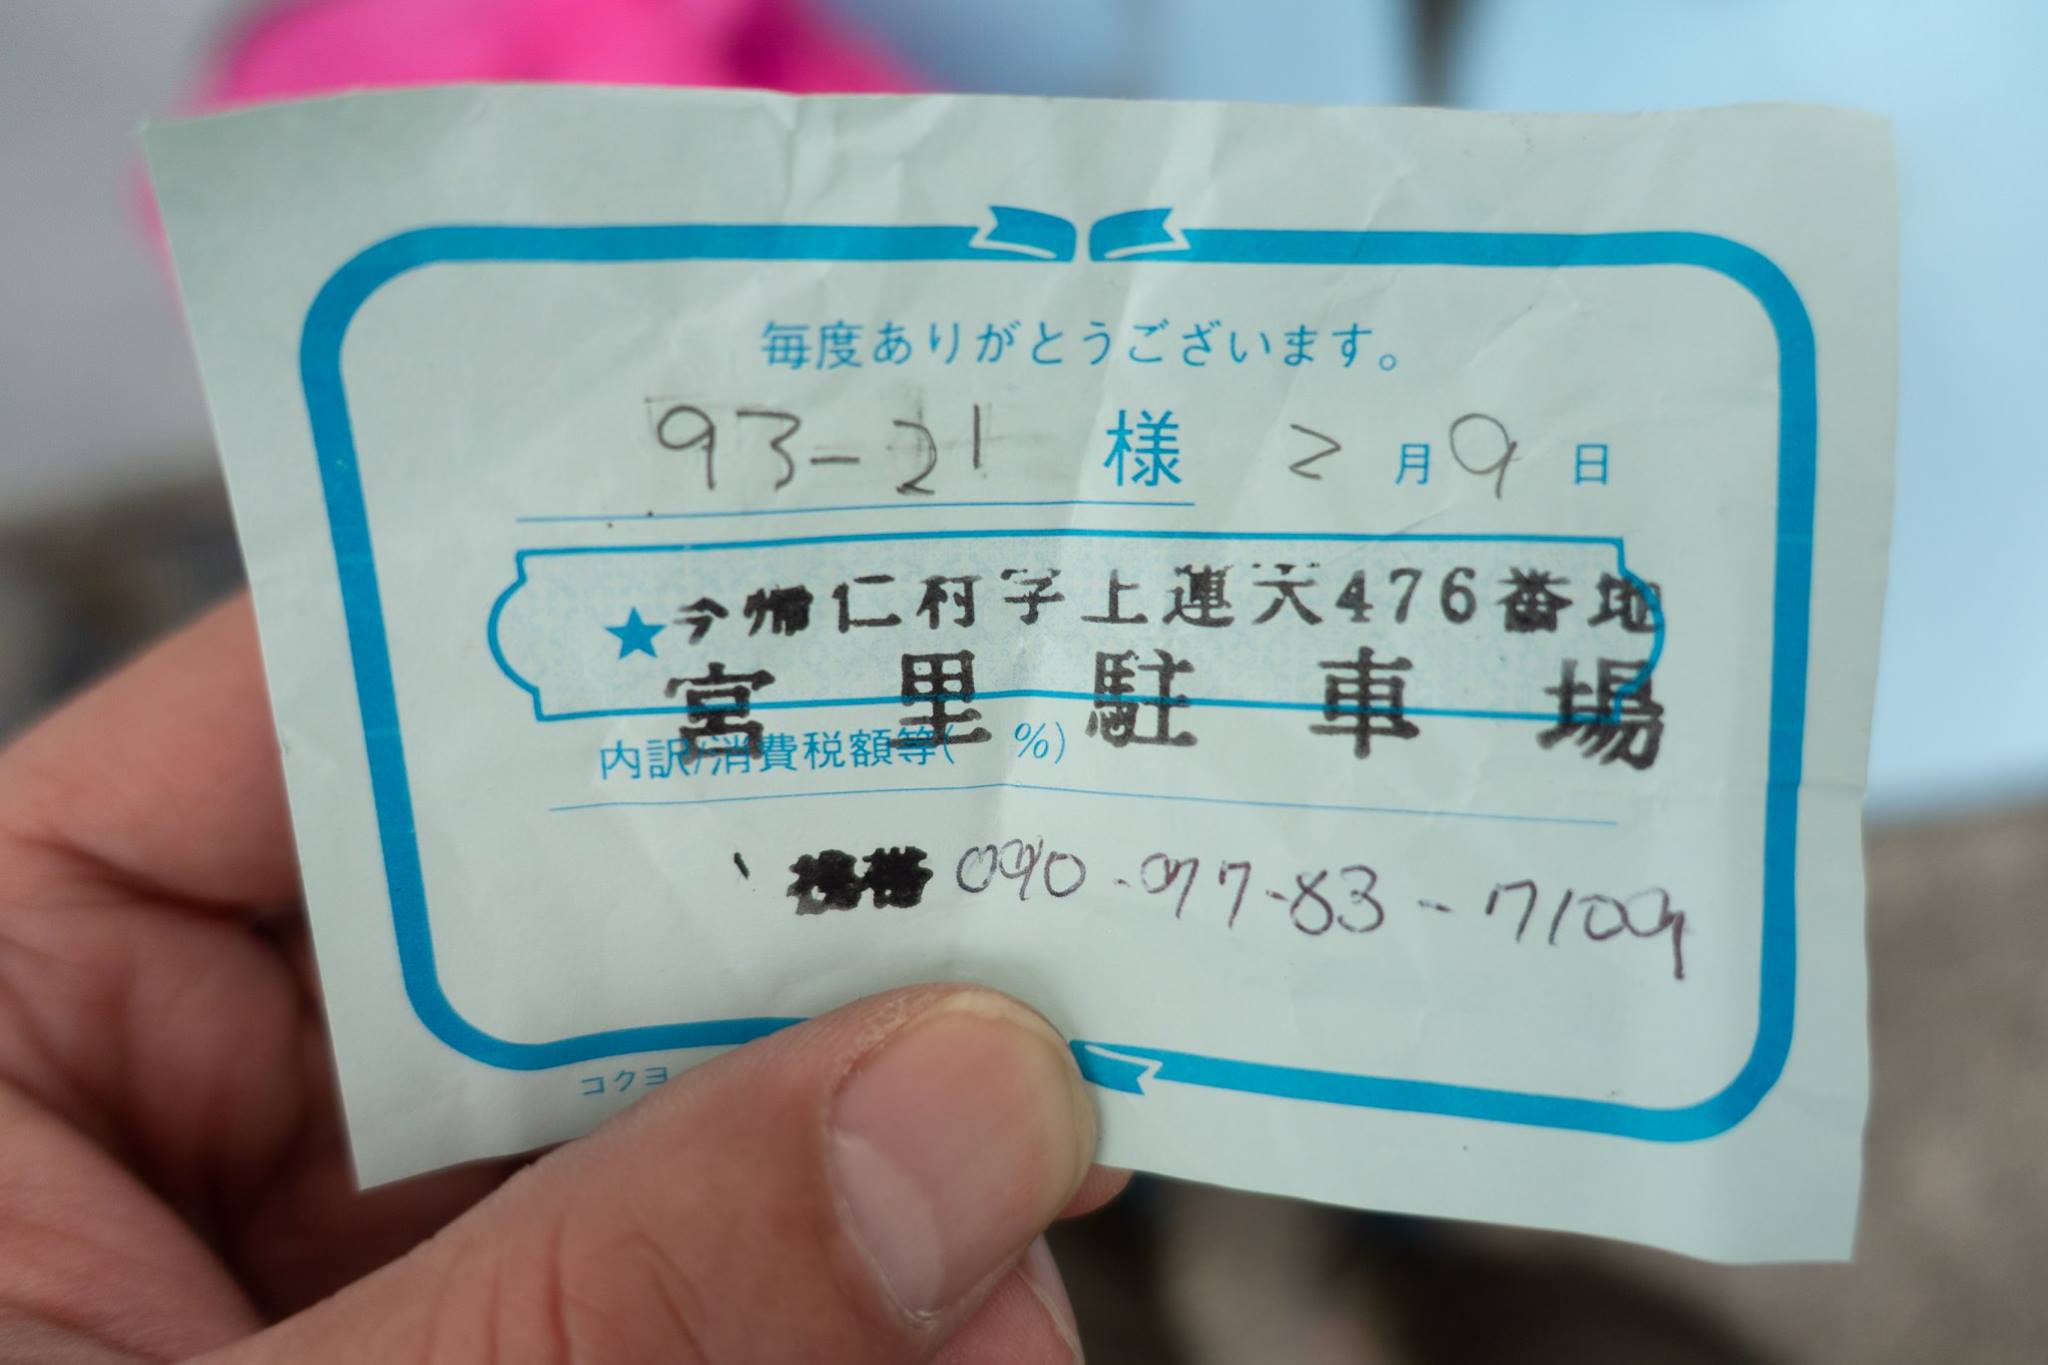 毎度ありがとうございます。
93-21 様 2月9日
★今帰仁村字上運天476番地
宮里駐車場
内訳/消費税額等( %)
携帯 090-977-83-7109
コクヨ